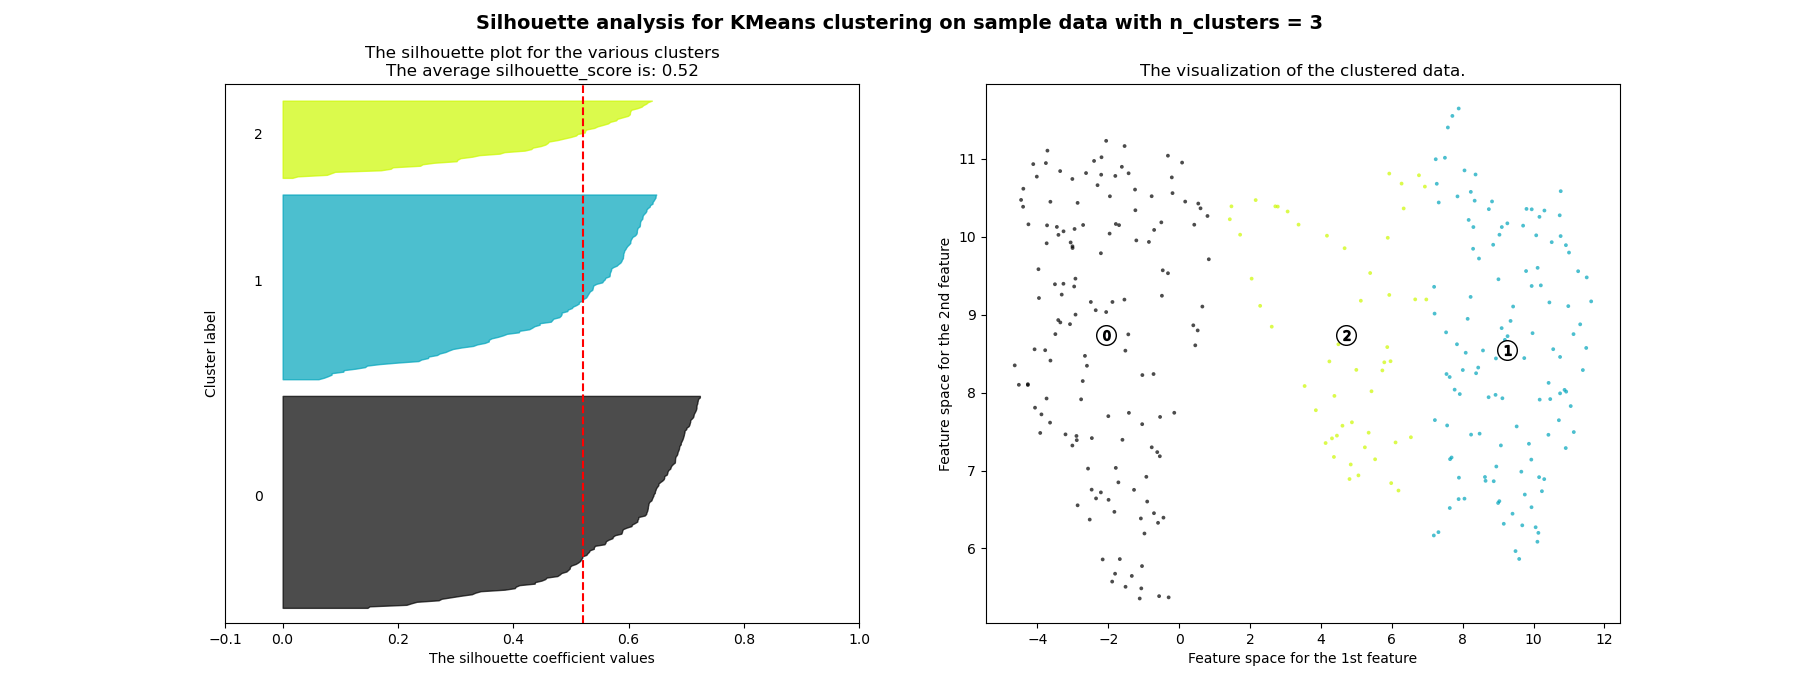 Silhouette analysis for KMeans clustering on sample data with n_clusters = 3
The silhouette plot for the various clusters
The average silhouette_score is: 0.52
2
1
0
Cluster label
−0.1 0.0 0.2 0.4 0.6 0.8 1.0
The silhouette coefficient values
The visualization of the clustered data.
11
10
9
8
7
6
Feature space for the 2nd feature
0
2
1
−4 −2 0 2 4 6 8 10 12
Feature space for the 1st feature